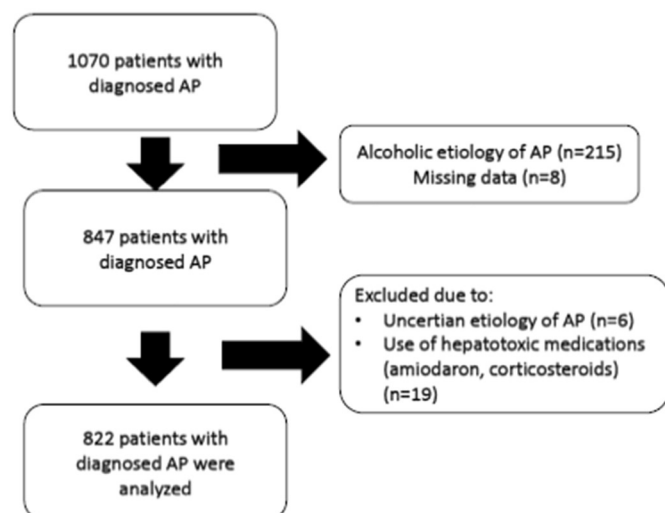 1070 patients with
diagnosed AP
Alcoholic etiology of AP (n=215)
Missing data (n=8)
847 patients with
diagnosed AP
Excluded due to:
• Uncertian etiology of AP (n=6)
• Use of hepatotoxic medications
(amiodaron, corticosteroids)
(n=19)
822 patients with
diagnosed AP were
analyzed